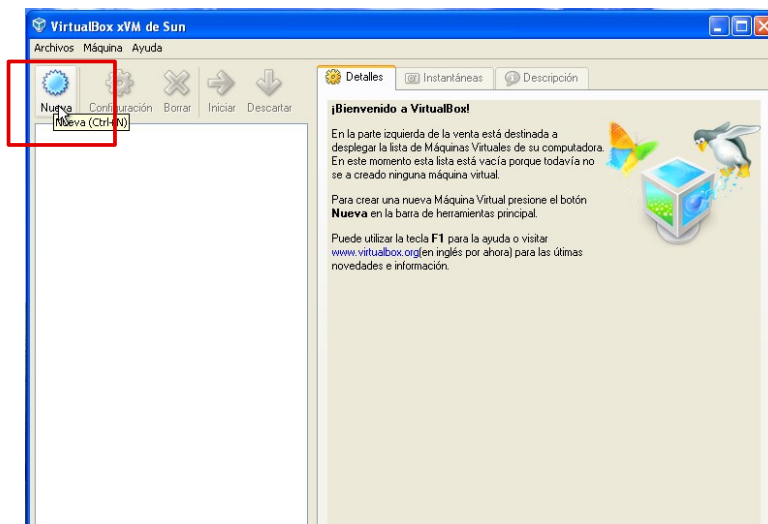 VirtualBox xVM de Sun
Archivos Máquina Ayuda
Nueva Configuración Borrar Iniciar Descartar
Nueva (Ctrl+N)
Detalles Instantáneas Descripción
¡Bienvenido a VirtualBox!
En la parte izquierda de la venta está destinada a
desplegar la lista de Máquinas Virtuales de su computadora.
En este momento esta lista está vacía porque todavía no
se a creado ninguna máquina virtual.
Para crear una nueva Máquina Virtual presione el botón
Nueva en la barra de herramientas principal.
Puede utilizar la tecla F1 para la ayuda o visitar
www.virtualbox.org(en inglés por ahora) para las útimas
novedades e información.